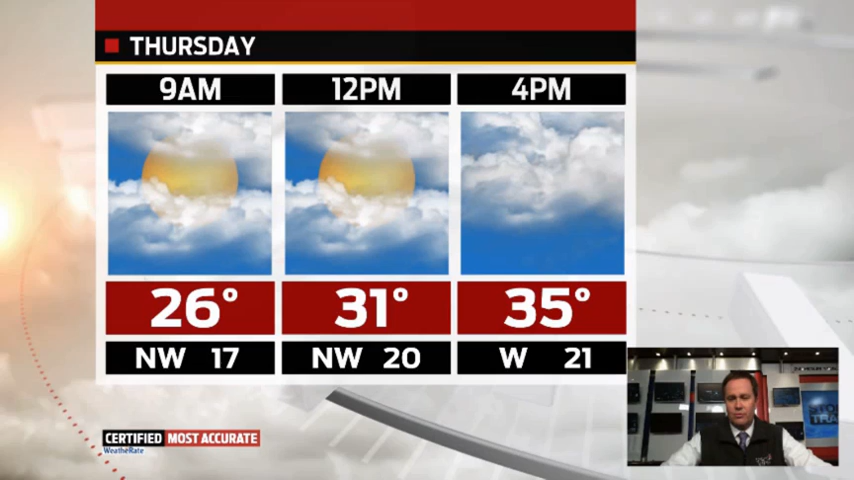 THURSDAY
9AM 12PM 4PM
26° 31° 35°
NW 17 NW 20 W 21
CERTIFIED MOST ACCURATE
WeatheRate